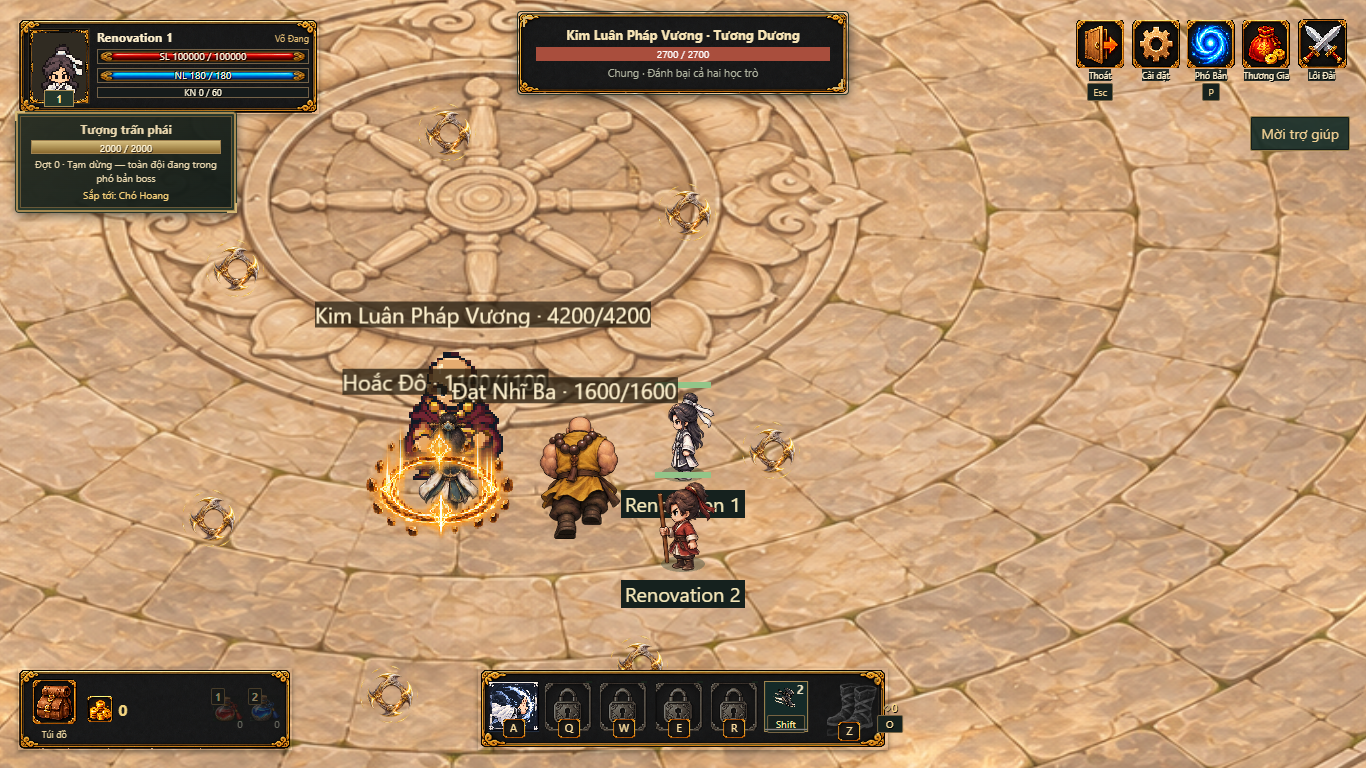 Renovation 1
Võ Đang
SL 100000 / 100000
NL 180 / 180
KN 0 / 60
1
Tượng trấn phái
2000 / 2000
Đợt 0 · Tạm dừng — toàn đội đang trong
phó bản boss
Sắp tới: Chó Hoang
Kim Luân Pháp Vương · Tương Dương
2700 / 2700
Chung · Đánh bại cả hai học trò
Thoát
Cài đặt
Phó Bản
Thương Gia
Lôi Đài
Esc
P
Mời trợ giúp
Kim Luân Pháp Vương · 4200/4200
Hoắc Đô ·
Đạt Nhĩ Ba · 1600/1600
Renovation 1
Renovation 2
Túi đồ
0
1
0
2
0
A
Q
W
E
R
2
Shift
Z
O